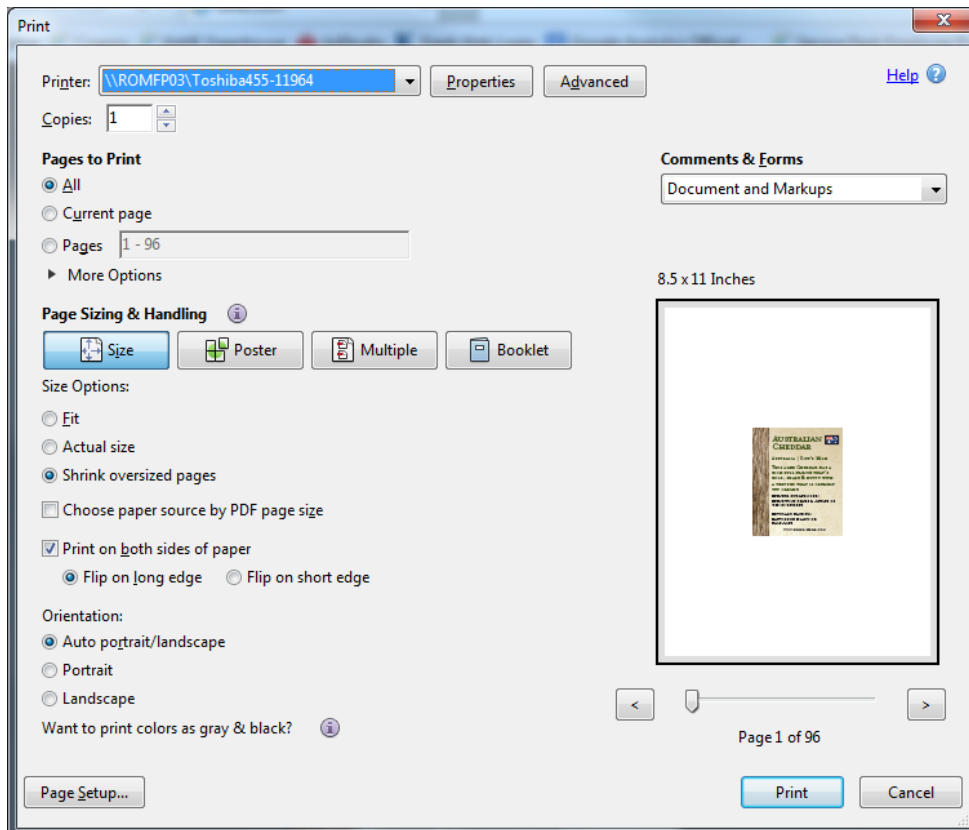 Print
Printer: \\ROMFP03\Toshiba455-11964 Properties Advanced Help
Copies: 1
Pages to Print
All
Current page
Pages 1 - 96
More Options
Comments & Forms
Document and Markups
8.5 x 11 Inches
Page Sizing & Handling
Size Poster Multiple Booklet
Size Options:
Fit
Actual size
Shrink oversized pages
Choose paper source by PDF page size
Print on both sides of paper
Flip on long edge Flip on short edge
Orientation:
Auto portrait/landscape
Portrait
Landscape
Want to print colors as gray & black?
AUSTRALIAN
CHEDDAR
< >
Page 1 of 96
Page Setup... Print Cancel